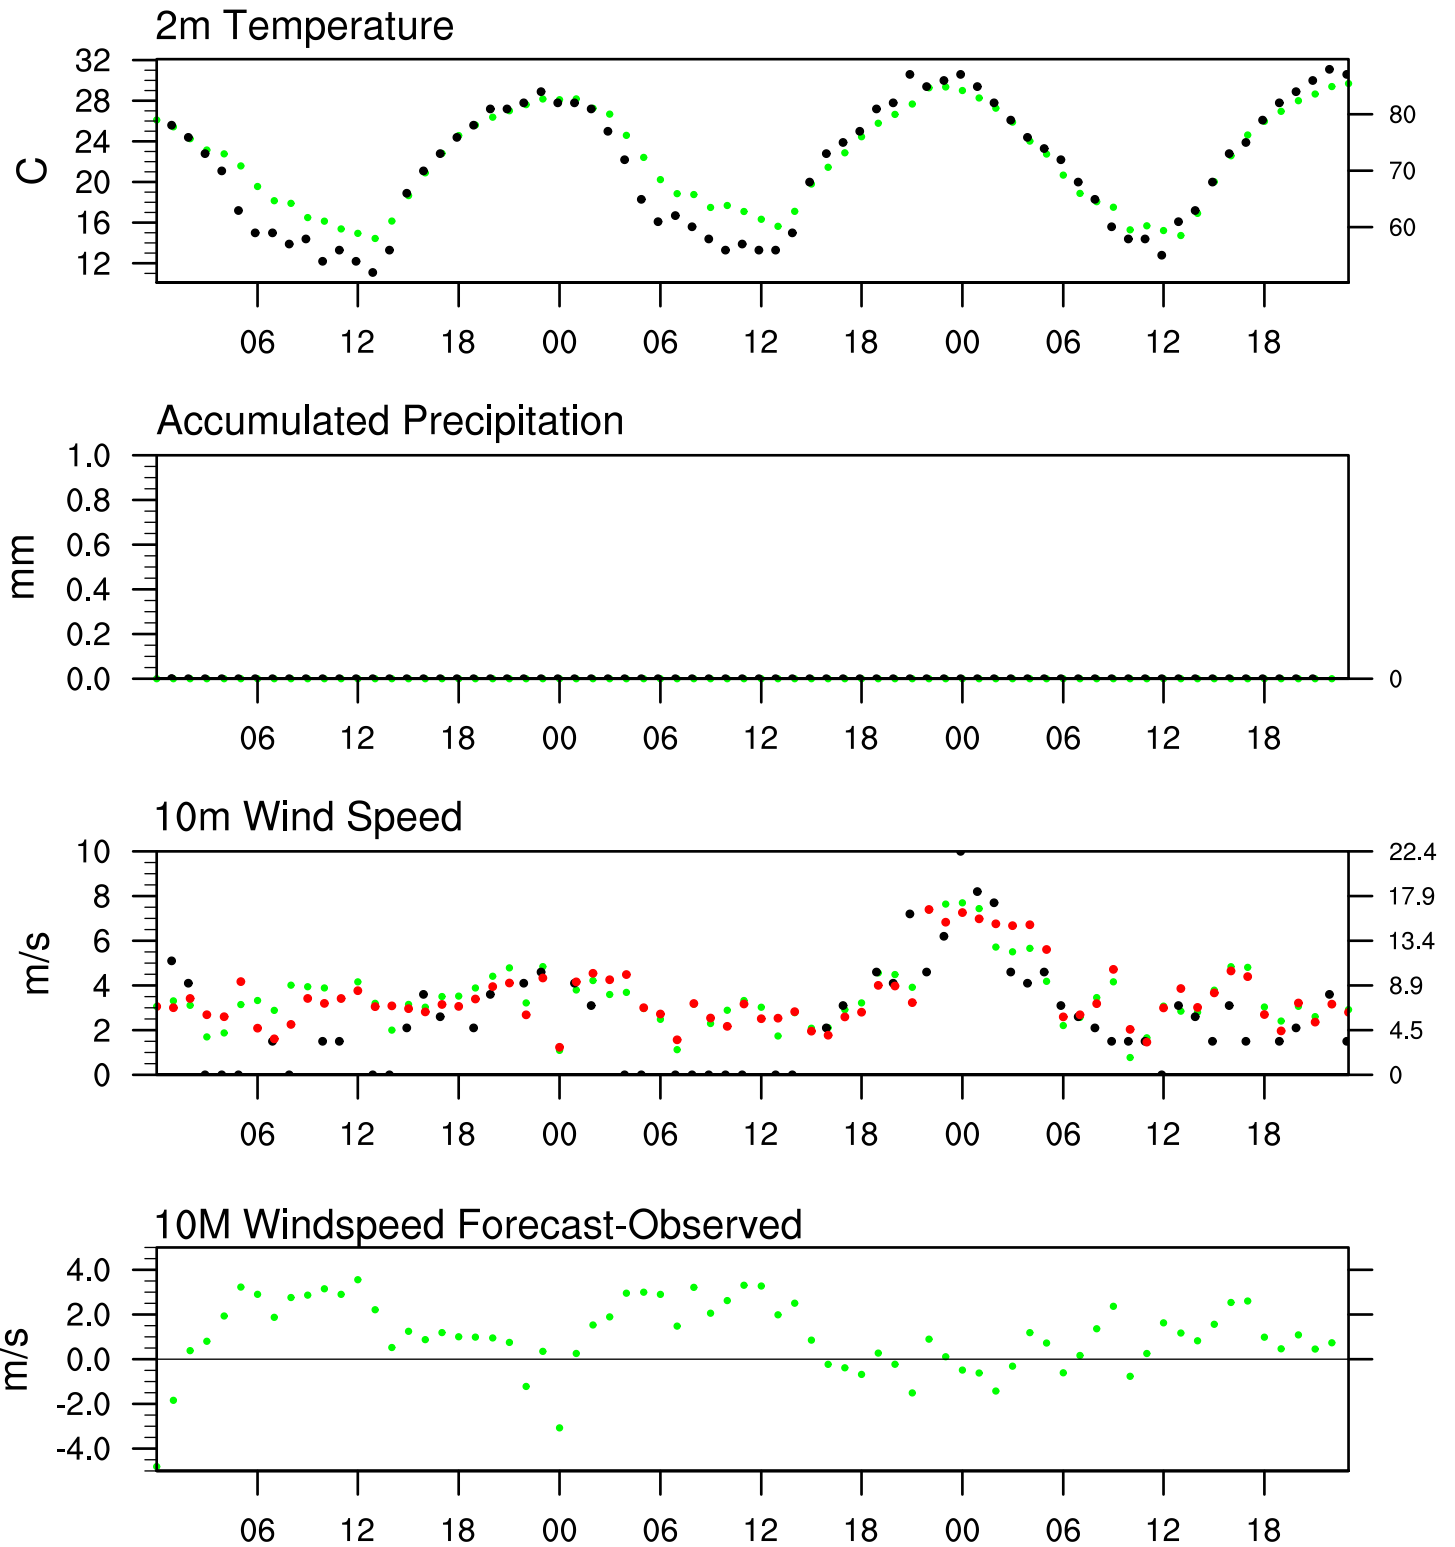 2m Temperature
32
28
24
20
16
12
C
80
70
60
06 12 18 00 06 12 18 00 06 12 18
Accumulated Precipitation
1.0
0.8
0.6
0.4
0.2
0.0
mm
0
06 12 18 00 06 12 18 00 06 12 18
10m Wind Speed
10
8
6
4
2
0
m/s
22.4
17.9
13.4
8.9
4.5
0
06 12 18 00 06 12 18 00 06 12 18
10M Windspeed Forecast-Observed
4.0
2.0
0.0
-2.0
-4.0
m/s
06 12 18 00 06 12 18 00 06 12 18